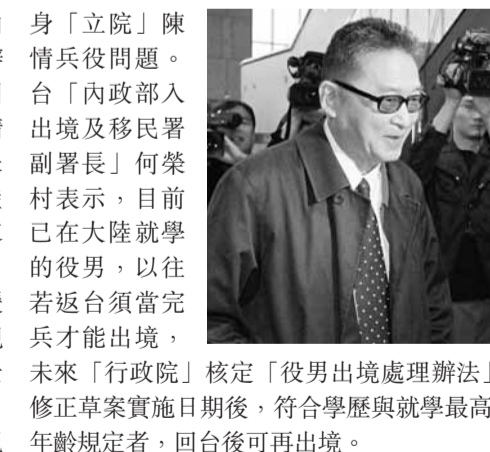 身「立院」陳
情兵役問題。
台「內政部入
出境及移民署
副署長」何榮
村表示，目前
已在大陸就學
的役男，以往
若返台須當完
兵才能出境，
未來「行政院」核定「役男出境處理辦法」
修正草案實施日期後，符合學歷與就學最高
年齡規定者，回台後可再出境。